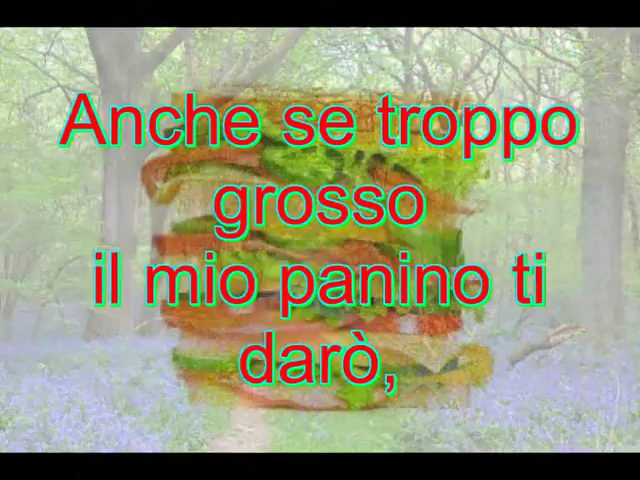 Anche se troppo
grosso
il mio panino ti
darò,